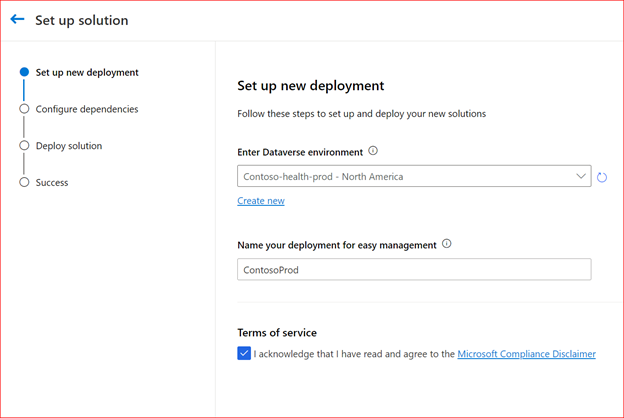 Set up solution
Set up new deployment
Configure dependencies
Deploy solution
Success
Set up new deployment
Follow these steps to set up and deploy your new solutions
Enter Dataverse environment
Contoso-health-prod - North America
Create new
Name your deployment for easy management
ContosoProd
Terms of service
I acknowledge that I have read and agree to the Microsoft Compliance Disclaimer